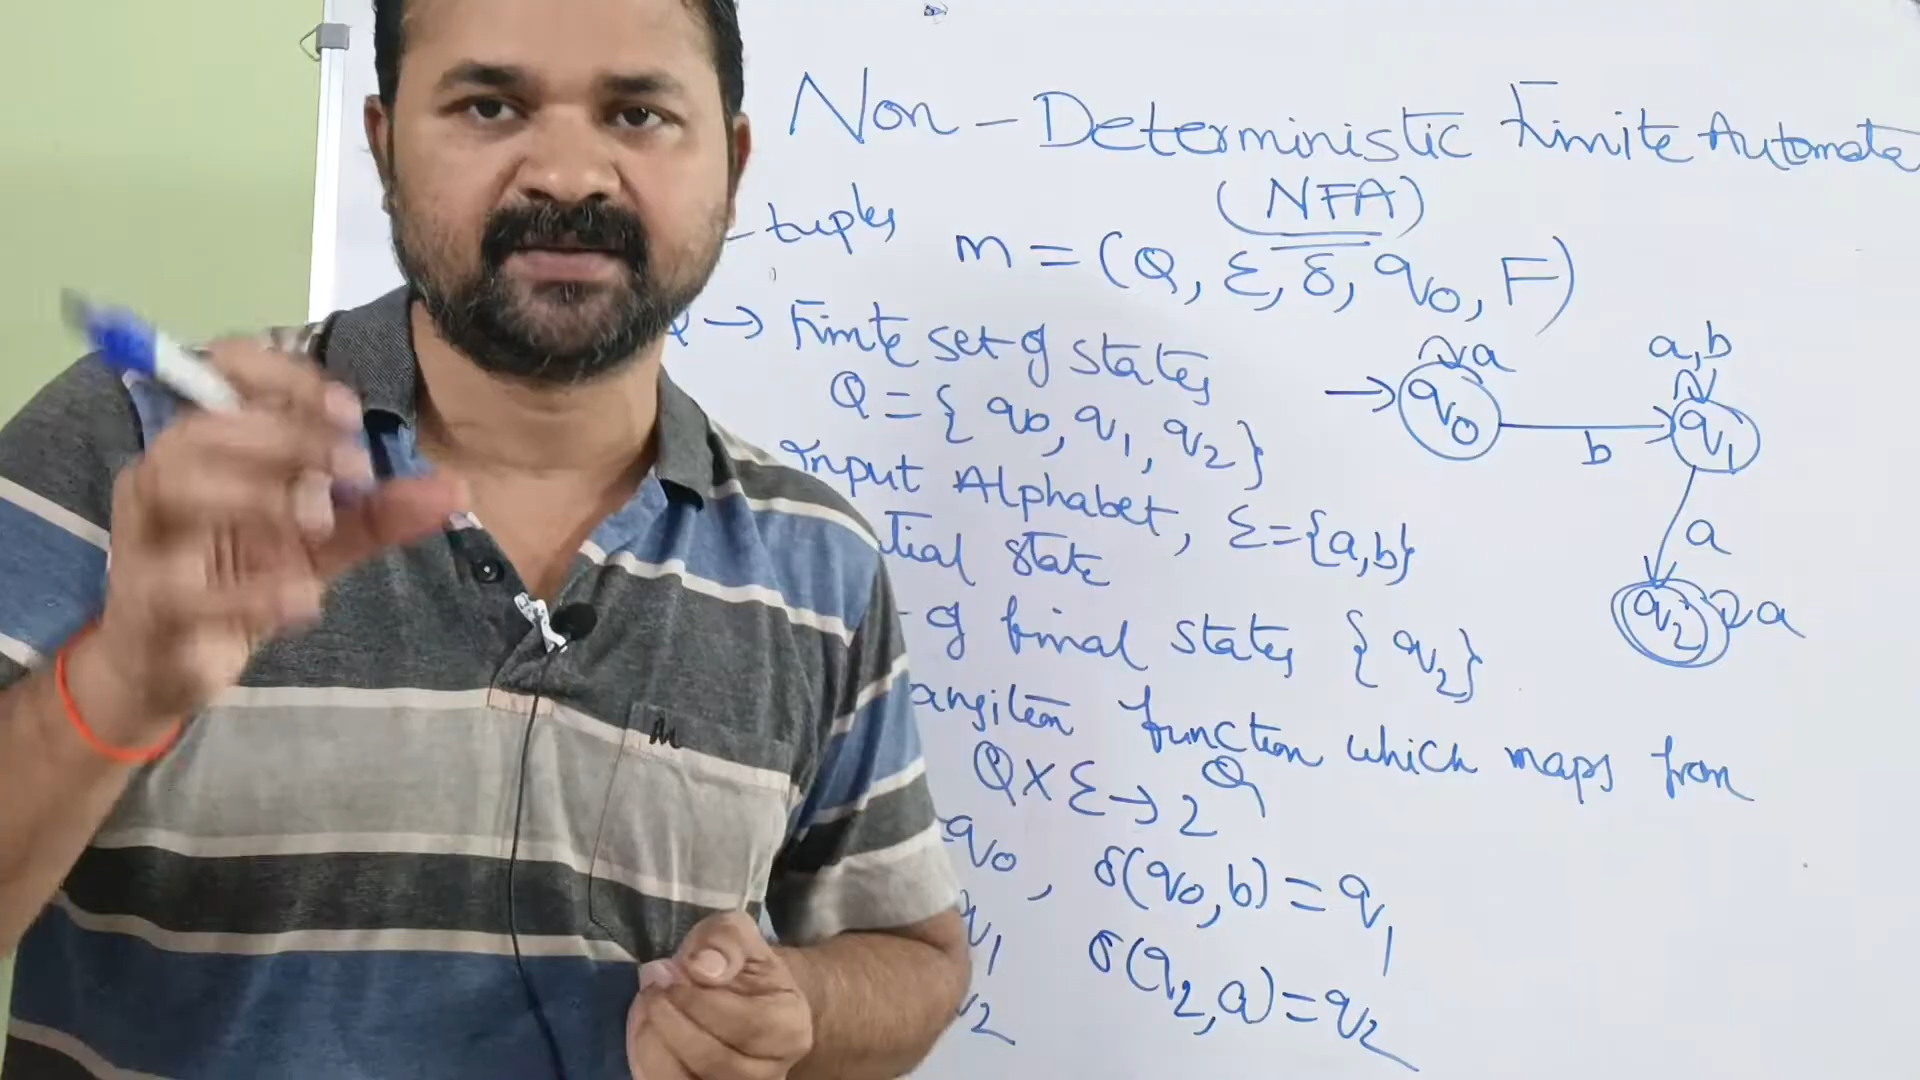 Non-Deterministic Finite Automata
(NFA)
- tuples m = (Q, Σ, δ, q0, F)
→ Finite set of states
Q = {q0, q1, q2}
Input Alphabet, Σ={a,b}
tial state
- of final states {q2}
ansition function which maps from
Q×Σ→2^Q
q0, δ(q0,b) = q1
q1 δ(q2,a)=q2
2
a
a,b
q0
b
q1
a
q2 a
m